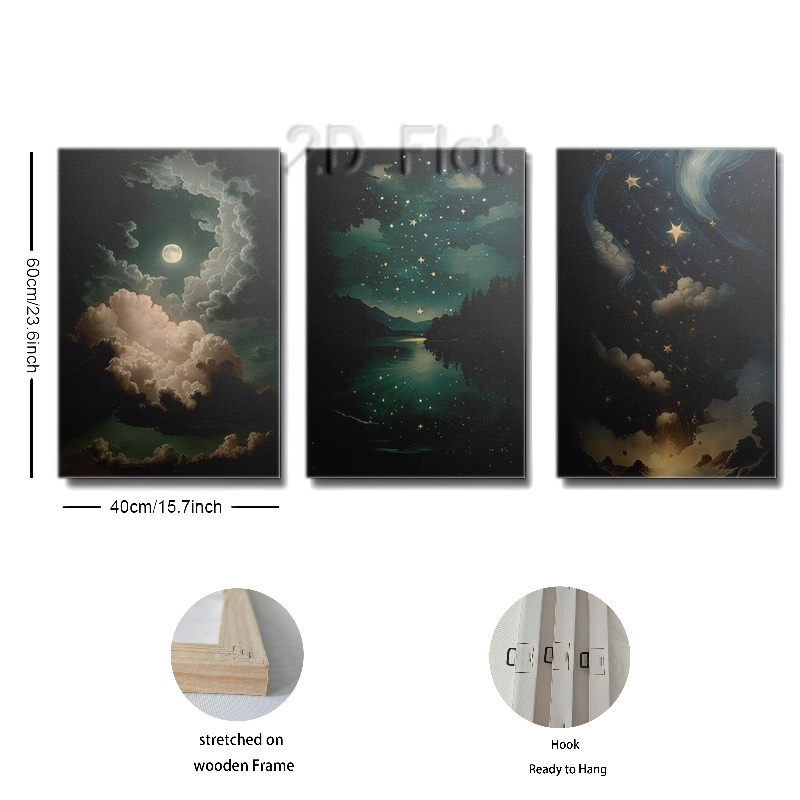 2D Flat
60cm/23.6inch
40cm/15.7inch
stretched on
wooden Frame
Hook
Ready to Hang